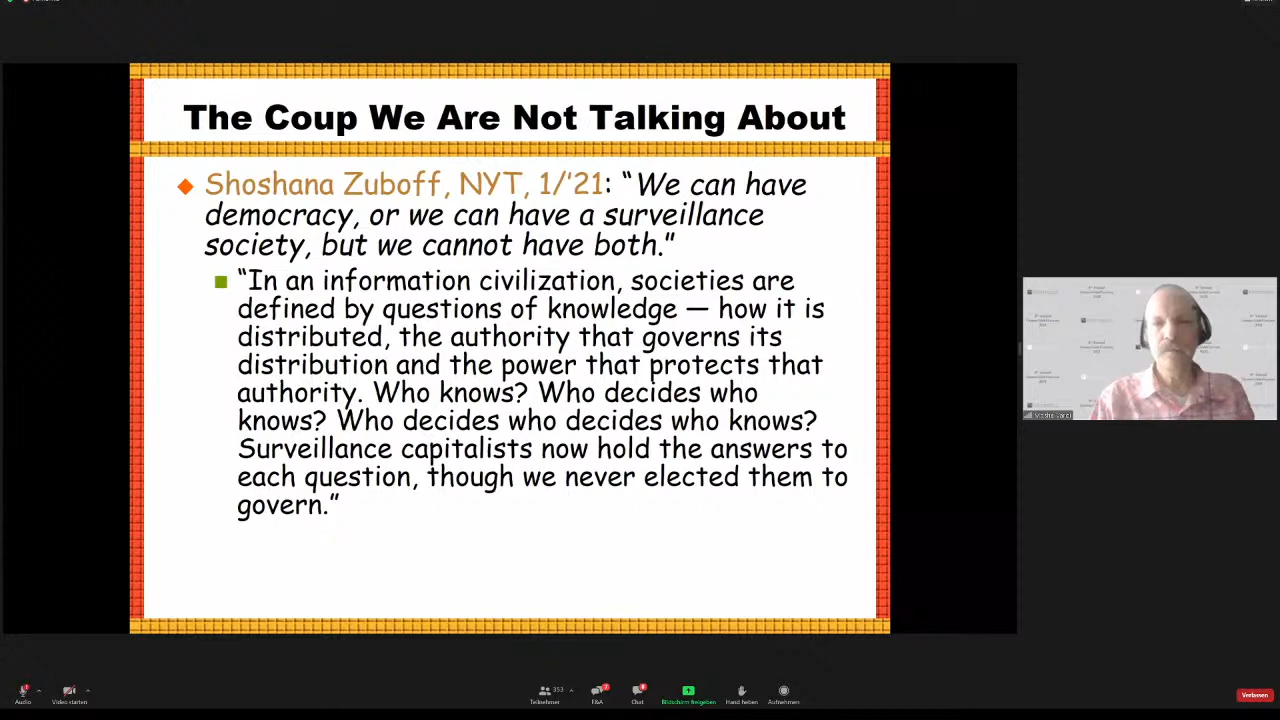 The Coup We Are Not Talking About
◆ Shoshana Zuboff, NYT, 1/'21: “We can have
democracy, or we can have a surveillance
society, but we cannot have both.”
■ “In an information civilization, societies are
defined by questions of knowledge — how it is
distributed, the authority that governs its
distribution and the power that protects that
authority. Who knows? Who decides who
knows? Who decides who decides who knows?
Surveillance capitalists now hold the answers to
each question, though we never elected them to
govern.”
Audio
Video starten
353
Teilnehmer
F&A
Chat
Bildschirm freigeben
Hand heben
Aufnehmen
Verlassen